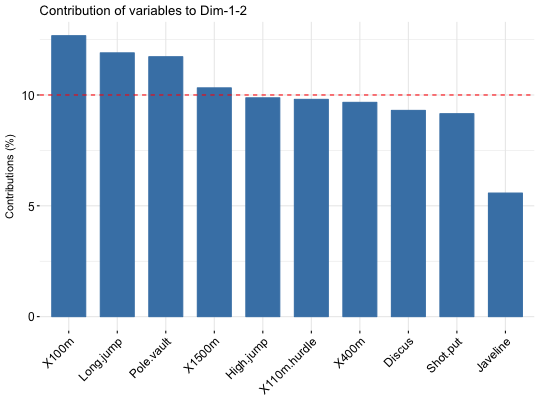 Contribution of variables to Dim-1-2
Contributions (%)
10
5
0
X100m
Long.jump
Pole.vault
X1500m
High.jump
X110m.hurdle
X400m
Discus
Shot.put
Javeline